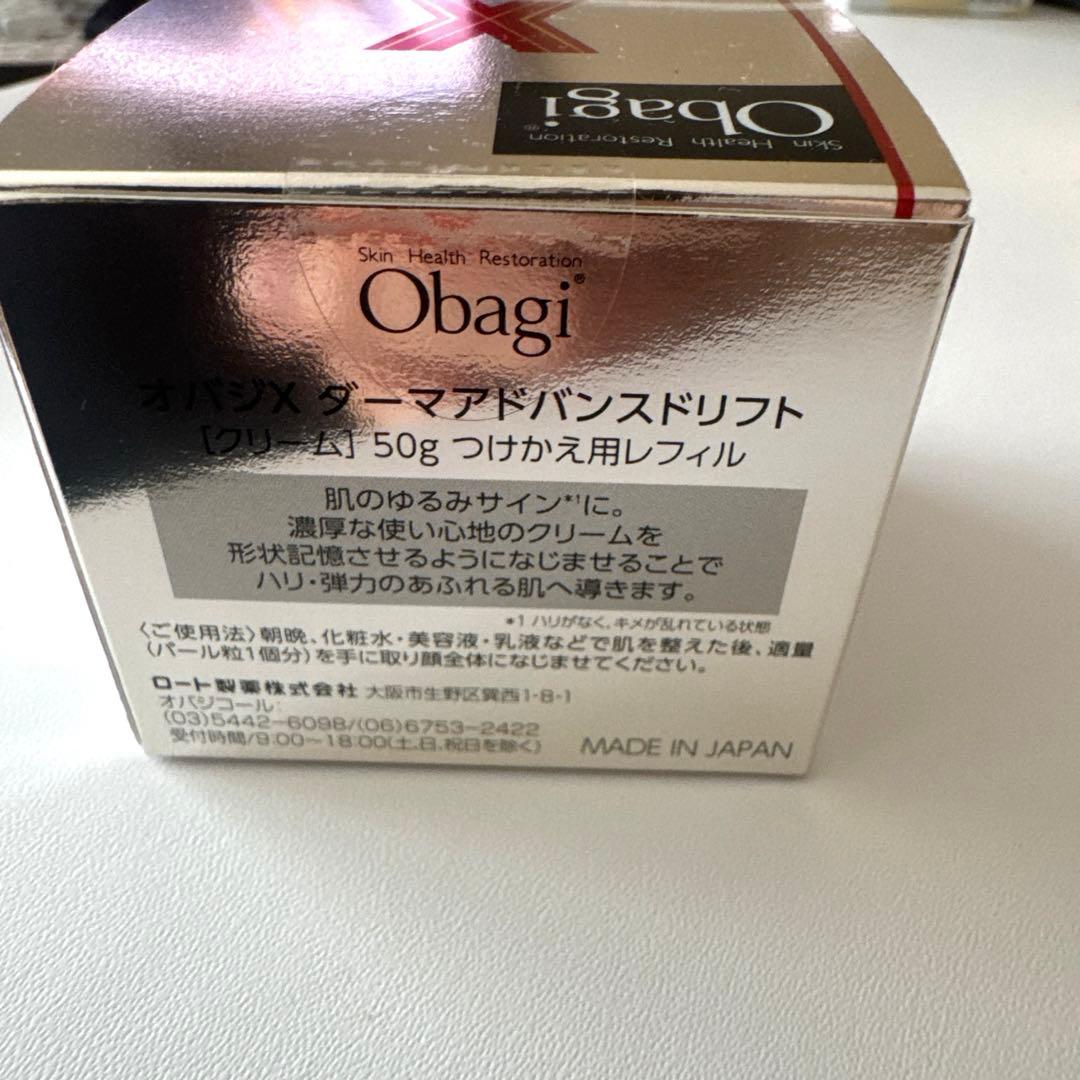 X
Obagi
Skin Health Restoration®
Skin Health Restoration
Obagi®
オバジX ダーマアドバンスドリフト
［クリーム］50g つけかえ用レフィル
肌のゆるみサイン*1に。
濃厚な使い心地のクリームを
形状記憶させるようになじませることで
ハリ・弾力のあふれる肌へ導きます。
*1 ハリがなく、キメが乱れている状態
〈ご使用法〉朝晩、化粧水・美容液・乳液などで肌を整えた後、適量
（パール粒1個分）を手に取り顔全体になじませてください。
ロート製薬株式会社 大阪市生野区巽西1-8-1
オバジコール：
(03)5442-6098/(06)6753-2422
受付時間/9:00～18:00(土、日、祝日を除く)
MADE IN JAPAN